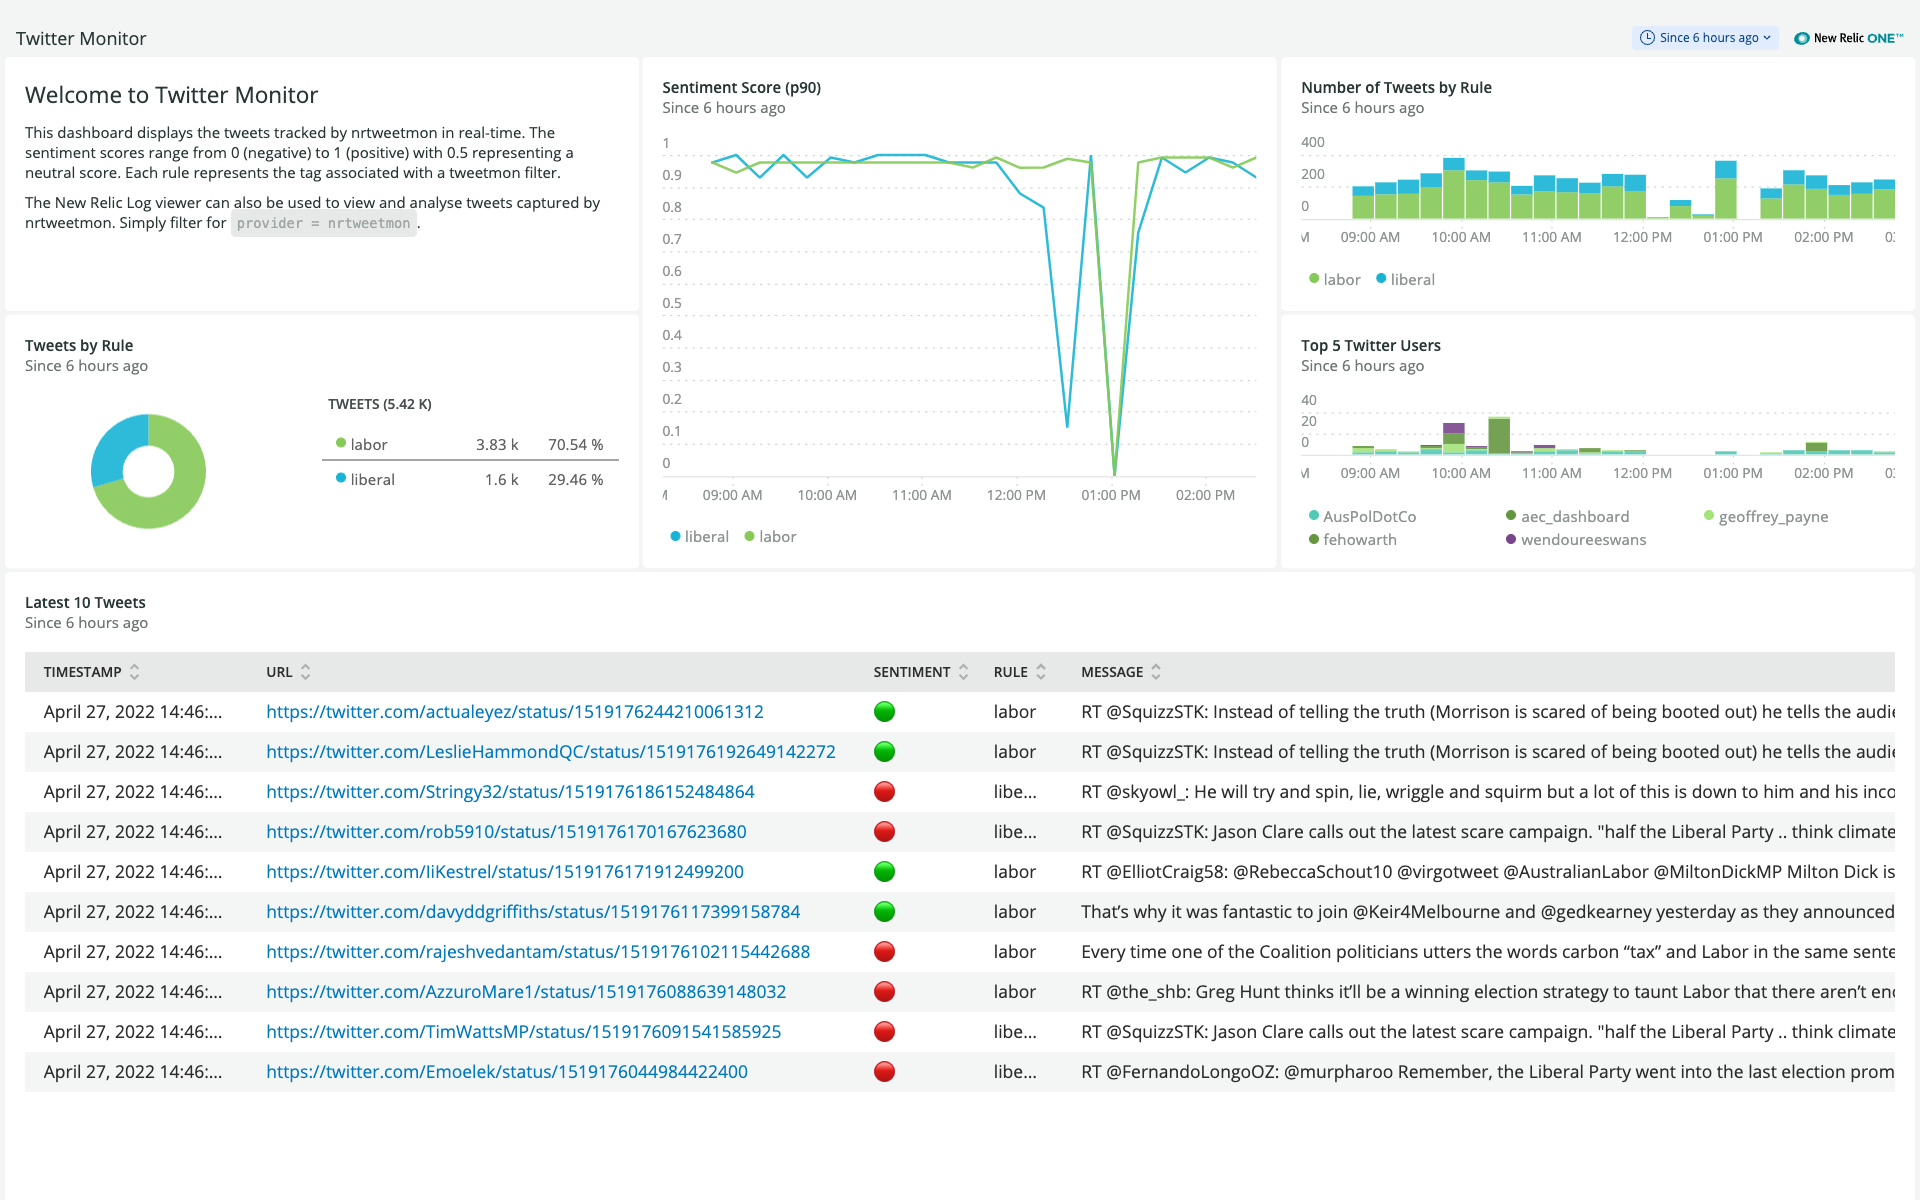 Twitter Monitor
Since 6 hours ago
New Relic ONE™
Welcome to Twitter Monitor
This dashboard displays the tweets tracked by nrtweetmon in real-time. The
sentiment scores range from 0 (negative) to 1 (positive) with 0.5 representing a
neutral score. Each rule represents the tag associated with a tweetmon filter.
The New Relic Log viewer can also be used to view and analyse tweets captured by
nrtweetmon. Simply filter for provider = nrtweetmon .
Tweets by Rule
Since 6 hours ago
TWEETS (5.42 K)
labor 3.83 k 70.54 %
liberal 1.6 k 29.46 %
Sentiment Score (p90)
Since 6 hours ago
1
0.9
0.8
0.7
0.6
0.5
0.4
0.3
0.2
0.1
0
09:00 AM 10:00 AM 11:00 AM 12:00 PM 01:00 PM 02:00 PM
liberal labor
Number of Tweets by Rule
Since 6 hours ago
400
200
0
M 09:00 AM 10:00 AM 11:00 AM 12:00 PM 01:00 PM 02:00 PM 03
labor liberal
Top 5 Twitter Users
Since 6 hours ago
40
20
0
M 09:00 AM 10:00 AM 11:00 AM 12:00 PM 01:00 PM 02:00 PM 03
AusPolDotCo aec_dashboard geoffrey_payne
fehowarth wendoureeswans
Latest 10 Tweets
Since 6 hours ago
TIMESTAMP URL SENTIMENT RULE MESSAGE
April 27, 2022 14:46:... https://twitter.com/actualeyez/status/1519176244210061312 labor RT @SquizzSTK: Instead of telling the truth (Morrison is scared of being booted out) he tells the audie
April 27, 2022 14:46:... https://twitter.com/LeslieHammondQC/status/1519176192649142272 labor RT @SquizzSTK: Instead of telling the truth (Morrison is scared of being booted out) he tells the audie
April 27, 2022 14:46:... https://twitter.com/Stringy32/status/1519176186152484864 libe... RT @skyowl_: He will try and spin, lie, wriggle and squirm but a lot of this is down to him and his inco
April 27, 2022 14:46:... https://twitter.com/rob5910/status/1519176170167623680 libe... RT @SquizzSTK: Jason Clare calls out the latest scare campaign. "half the Liberal Party .. think climate
April 27, 2022 14:46:... https://twitter.com/liKestrel/status/1519176171912499200 labor RT @ElliotCraig58: @RebeccaSchout10 @virgotweet @AustralianLabor @MiltonDickMP Milton Dick is
April 27, 2022 14:46:... https://twitter.com/davyddgriffiths/status/1519176117399158784 labor That’s why it was fantastic to join @Keir4Melbourne and @gedkearney yesterday as they announced
April 27, 2022 14:46:... https://twitter.com/rajeshvedantam/status/1519176102115442688 labor Every time one of the Coalition politicians utters the words carbon “tax” and Labor in the same sente
April 27, 2022 14:46:... https://twitter.com/AzzuroMare1/status/1519176088639148032 labor RT @the_shb: Greg Hunt thinks it’ll be a winning election strategy to taunt Labor that there aren’t eno
April 27, 2022 14:46:... https://twitter.com/TimWattsMP/status/1519176091541585925 libe... RT @SquizzSTK: Jason Clare calls out the latest scare campaign. "half the Liberal Party .. think climate
April 27, 2022 14:46:... https://twitter.com/Emoelek/status/1519176044984422400 libe... RT @FernandoLongoOZ: @murpharoo Remember, the Liberal Party went into the last election prom